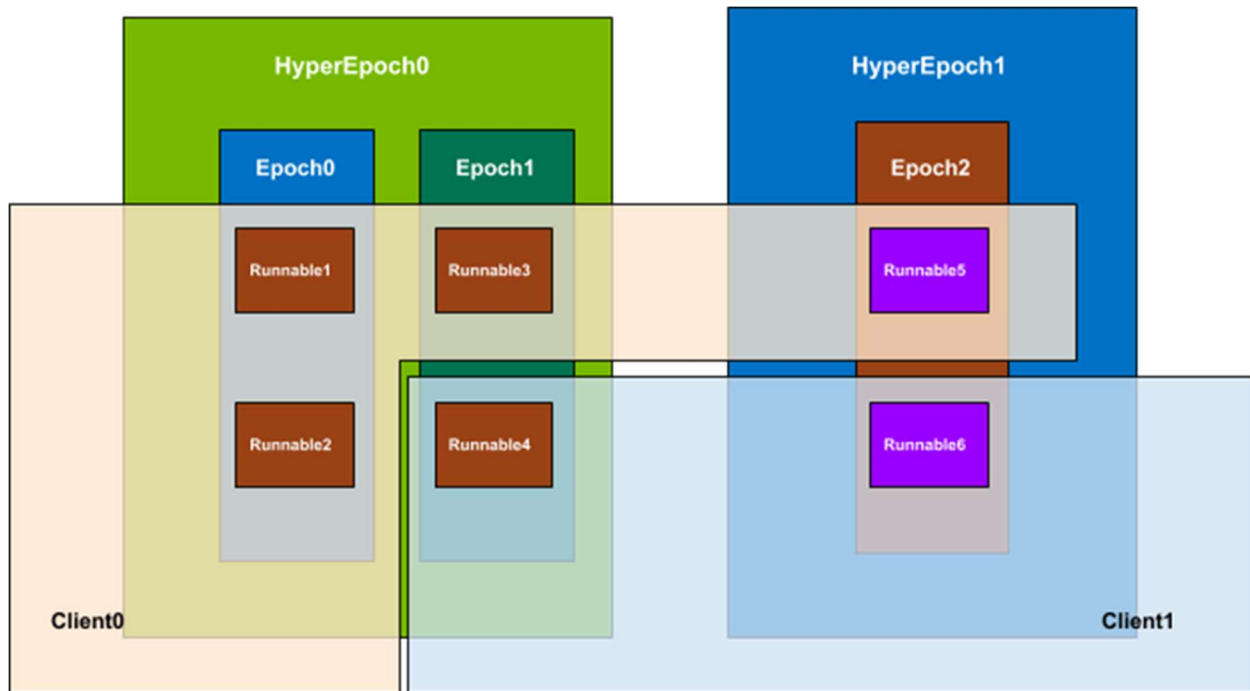 HyperEpoch0
HyperEpoch1
Epoch0
Epoch1
Epoch2
Runnable1
Runnable3
Runnable5
Runnable2
Runnable4
Runnable6
Client0
Client1